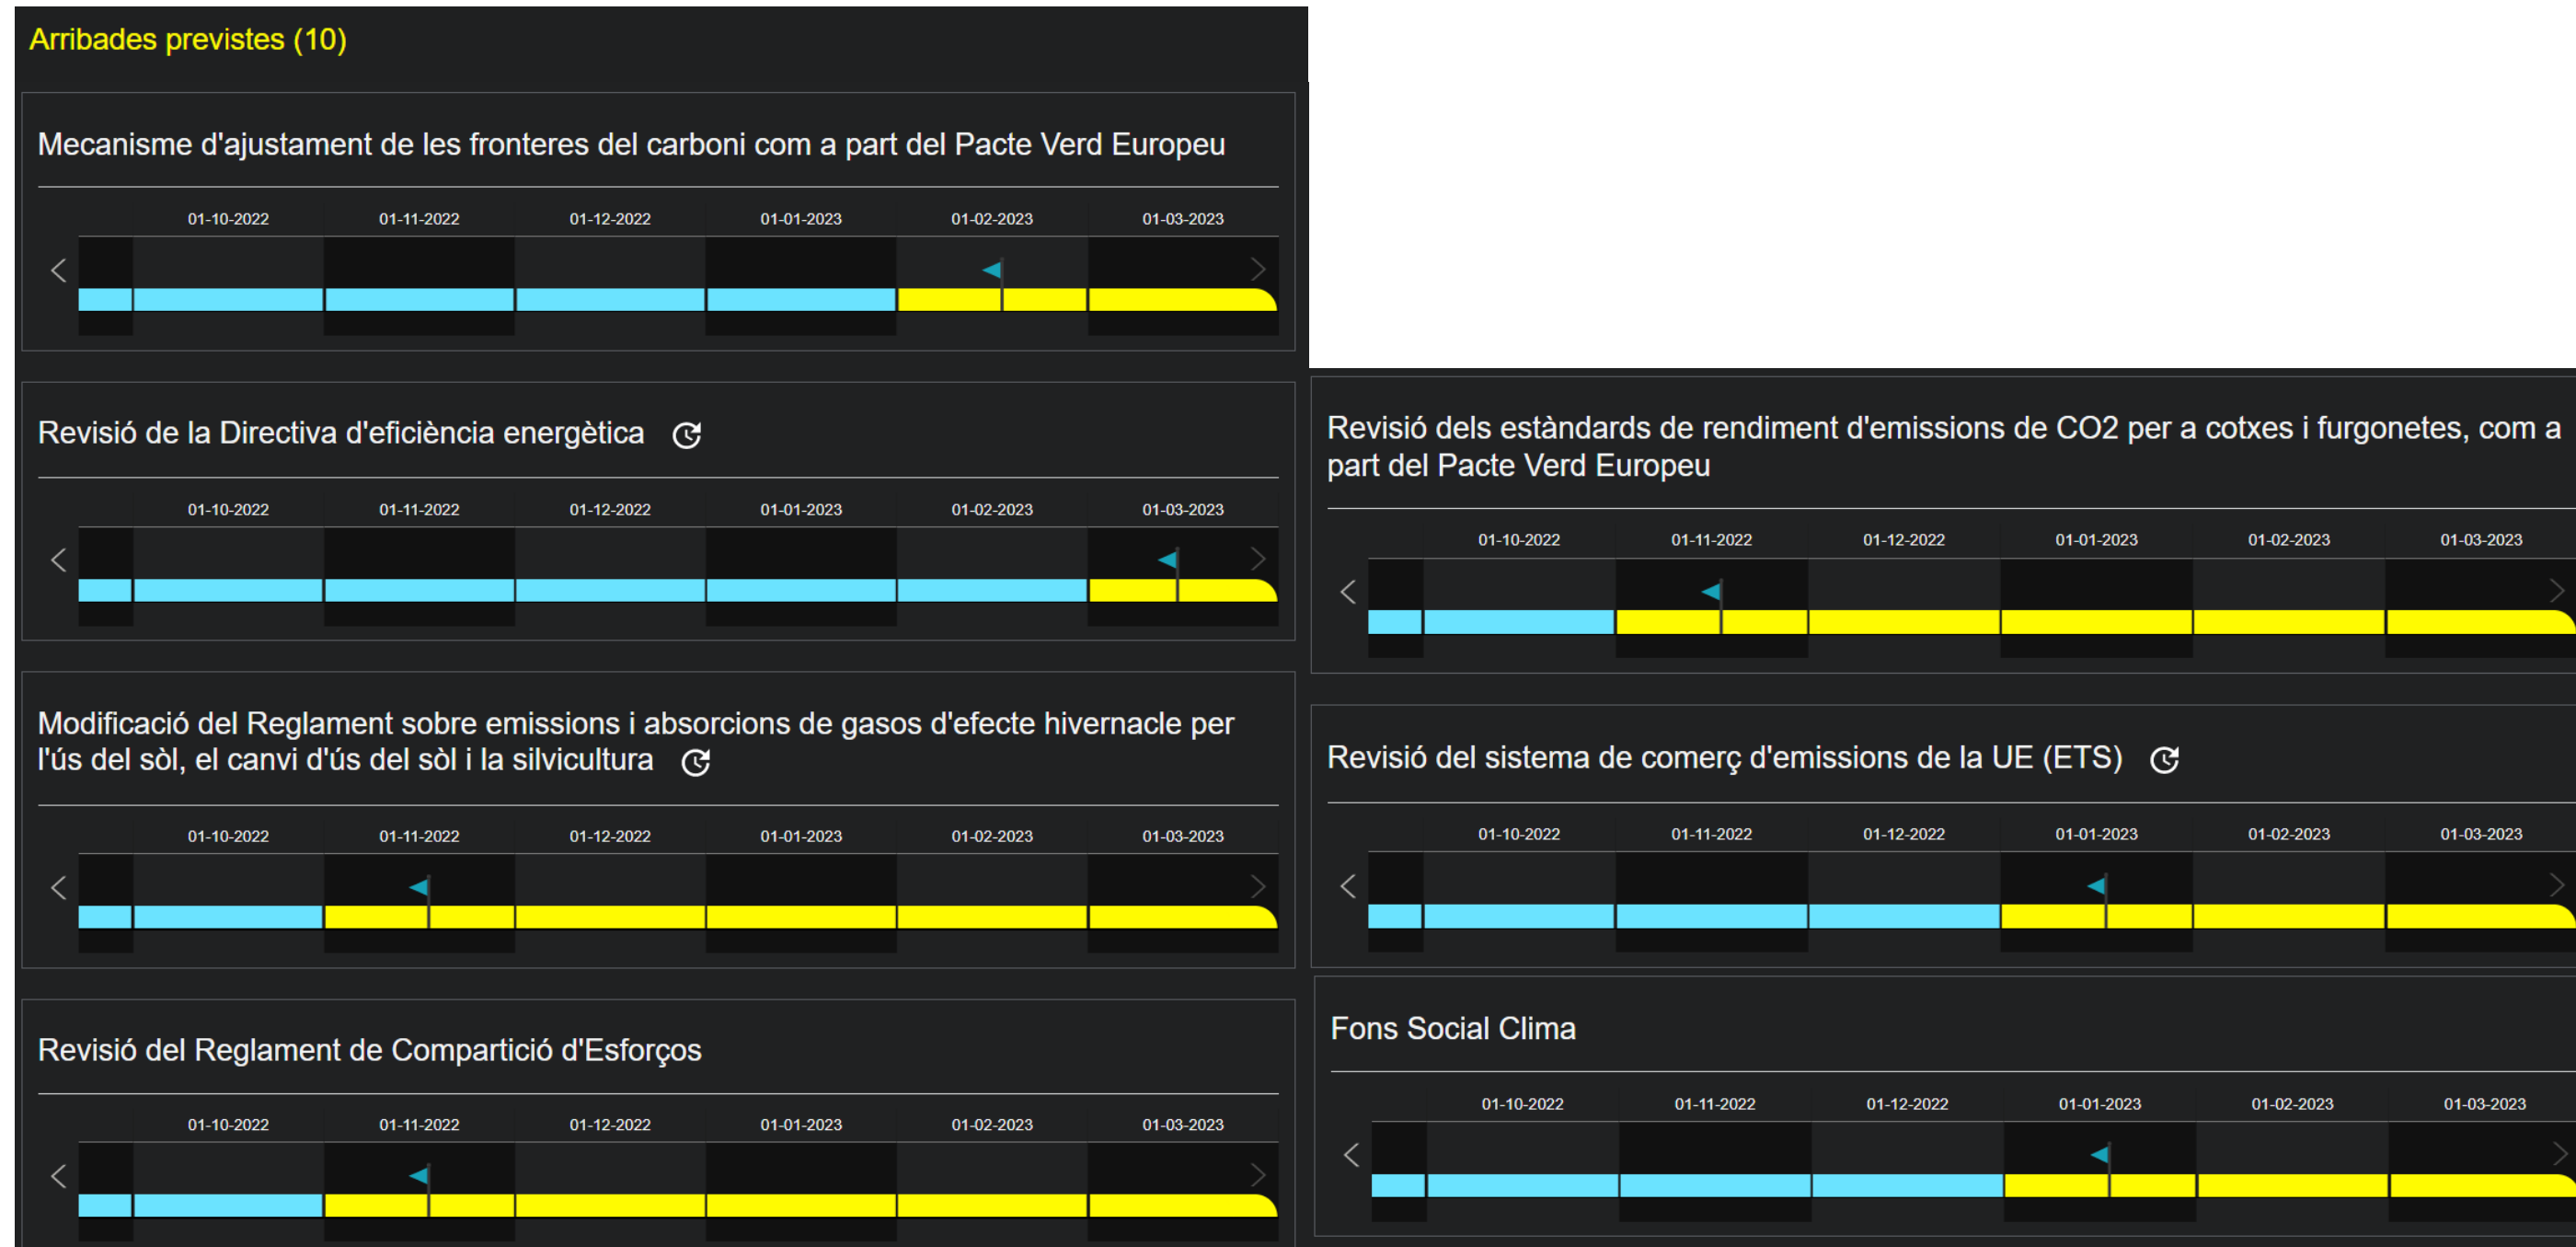 Arribades previstes (10)
Mecanisme d'ajustament de les fronteres del carboni com a part del Pacte Verd Europeu
01-10-2022 01-11-2022 01-12-2022 01-01-2023 01-02-2023 01-03-2023
Revisió de la Directiva d'eficiència energètica
01-10-2022 01-11-2022 01-12-2022 01-01-2023 01-02-2023 01-03-2023
Modificació del Reglament sobre emissions i absorcions de gasos d'efecte hivernacle per
l'ús del sòl, el canvi d'ús del sòl i la silvicultura
01-10-2022 01-11-2022 01-12-2022 01-01-2023 01-02-2023 01-03-2023
Revisió del Reglament de Compartició d'Esforços
01-10-2022 01-11-2022 01-12-2022 01-01-2023 01-02-2023 01-03-2023
Revisió dels estàndards de rendiment d'emissions de CO2 per a cotxes i furgonetes, com a
part del Pacte Verd Europeu
01-10-2022 01-11-2022 01-12-2022 01-01-2023 01-02-2023 01-03-2023
Revisió del sistema de comerç d'emissions de la UE (ETS)
01-10-2022 01-11-2022 01-12-2022 01-01-2023 01-02-2023 01-03-2023
Fons Social Clima
01-10-2022 01-11-2022 01-12-2022 01-01-2023 01-02-2023 01-03-2023